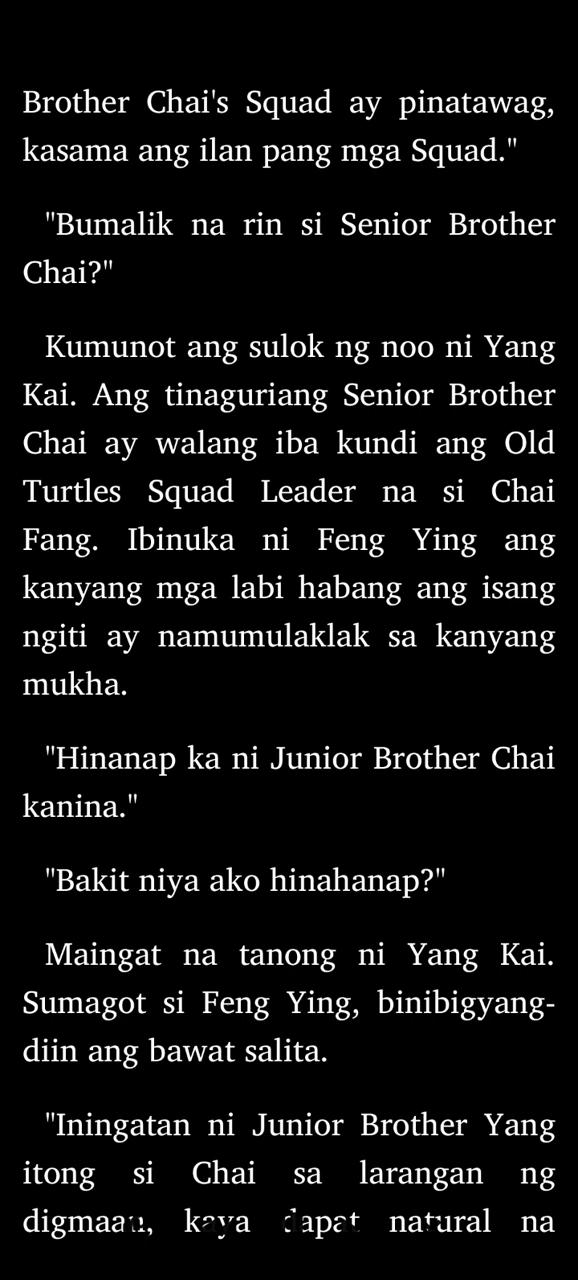 Brother Chai's Squad ay pinatawag,
kasama ang ilan pang mga Squad."
"Bumalik na rin si Senior Brother
Chai?"
Kumunot ang sulok ng noo ni Yang
Kai. Ang tinaguriang Senior Brother
Chai ay walang iba kundi ang Old
Turtles Squad Leader na si Chai
Fang. Ibinuka ni Feng Ying ang
kanyang mga labi habang ang isang
ngiti ay namumulaklak sa kanyang
mukha.
"Hinanap ka ni Junior Brother Chai
kanina."
"Bakit niya ako hinahanap?"
Maingat na tanong ni Yang Kai.
Sumagot si Feng Ying, binibigyang-
diin ang bawat salita.
"Iningatan ni Junior Brother Yang
itong si Chai sa larangan ng
digmaan, kaya dapat natural na